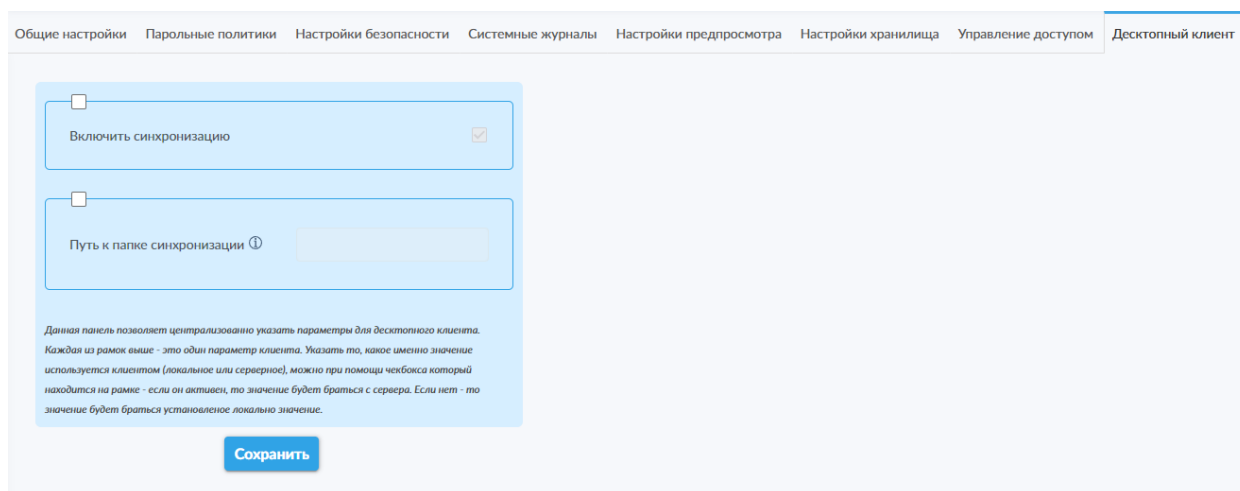 Общие настройки Парольные политики Настройки безопасности Системные журналы Настройки предпросмотра Настройки хранилища Управление доступом Десктопный клиент
Включить синхронизацию
Путь к папке синхронизации
Данная панель позволяет централизованно указать параметры для десктопного клиента.
Каждая из рамок выше - это один параметр клиента. Указать то, какое именно значение
используется клиентом (локальное или серверное), можно при помощи чекбокса который
находится на рамке - если он активен, то значение будет браться с сервера. Если нет - то
значение будет браться установленое локально значение.
Сохранить